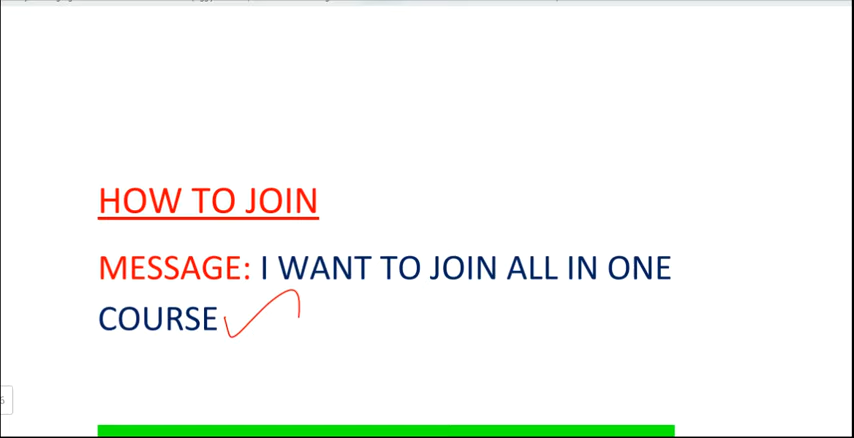 HOW TO JOIN
MESSAGE: I WANT TO JOIN ALL IN ONE
COURSE